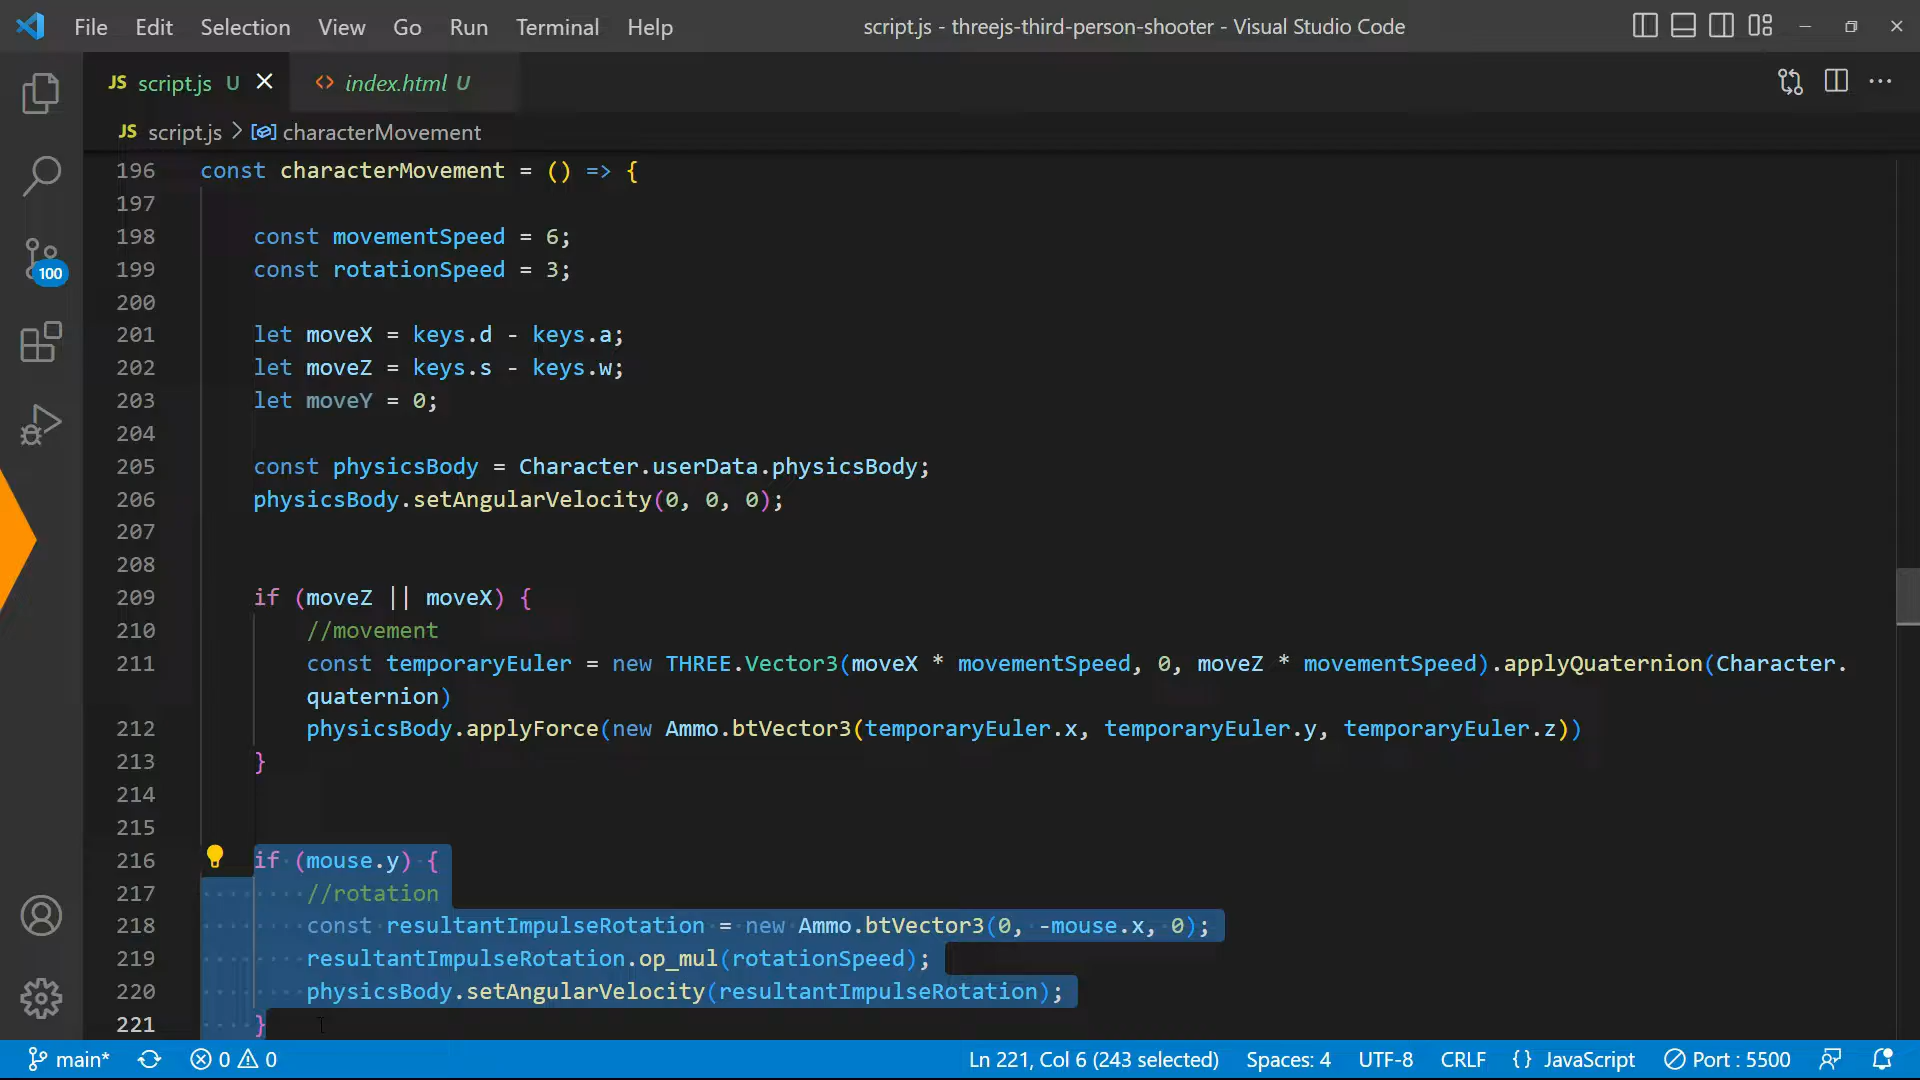 File Edit Selection View Go Run Terminal Help script.js - threejs-third-person-shooter - Visual Studio Code
JS script.js U <> index.html U
JS script.js > characterMovement
196 const characterMovement = () => {
197
198 const movementSpeed = 6;
199 const rotationSpeed = 3;
200
201 let moveX = keys.d - keys.a;
202 let moveZ = keys.s - keys.w;
203 let moveY = 0;
204
205 const physicsBody = Character.userData.physicsBody;
206 physicsBody.setAngularVelocity(0, 0, 0);
207
208
209 if (moveZ || moveX) {
210 //movement
211 const temporaryEuler = new THREE.Vector3(moveX * movementSpeed, 0, moveZ * movementSpeed).applyQuaternion(Character.
quaternion)
212 physicsBody.applyForce(new Ammo.btVector3(temporaryEuler.x, temporaryEuler.y, temporaryEuler.z))
213 }
214
215
216 if (mouse.y) {
217 //rotation
218 const resultantImpulseRotation = new Ammo.btVector3(0, -mouse.x, 0);
219 resultantImpulseRotation.op_mul(rotationSpeed);
220 physicsBody.setAngularVelocity(resultantImpulseRotation);
221 }
100
main* 0 0 Ln 221, Col 6 (243 selected) Spaces: 4 UTF-8 CRLF {} JavaScript Port : 5500